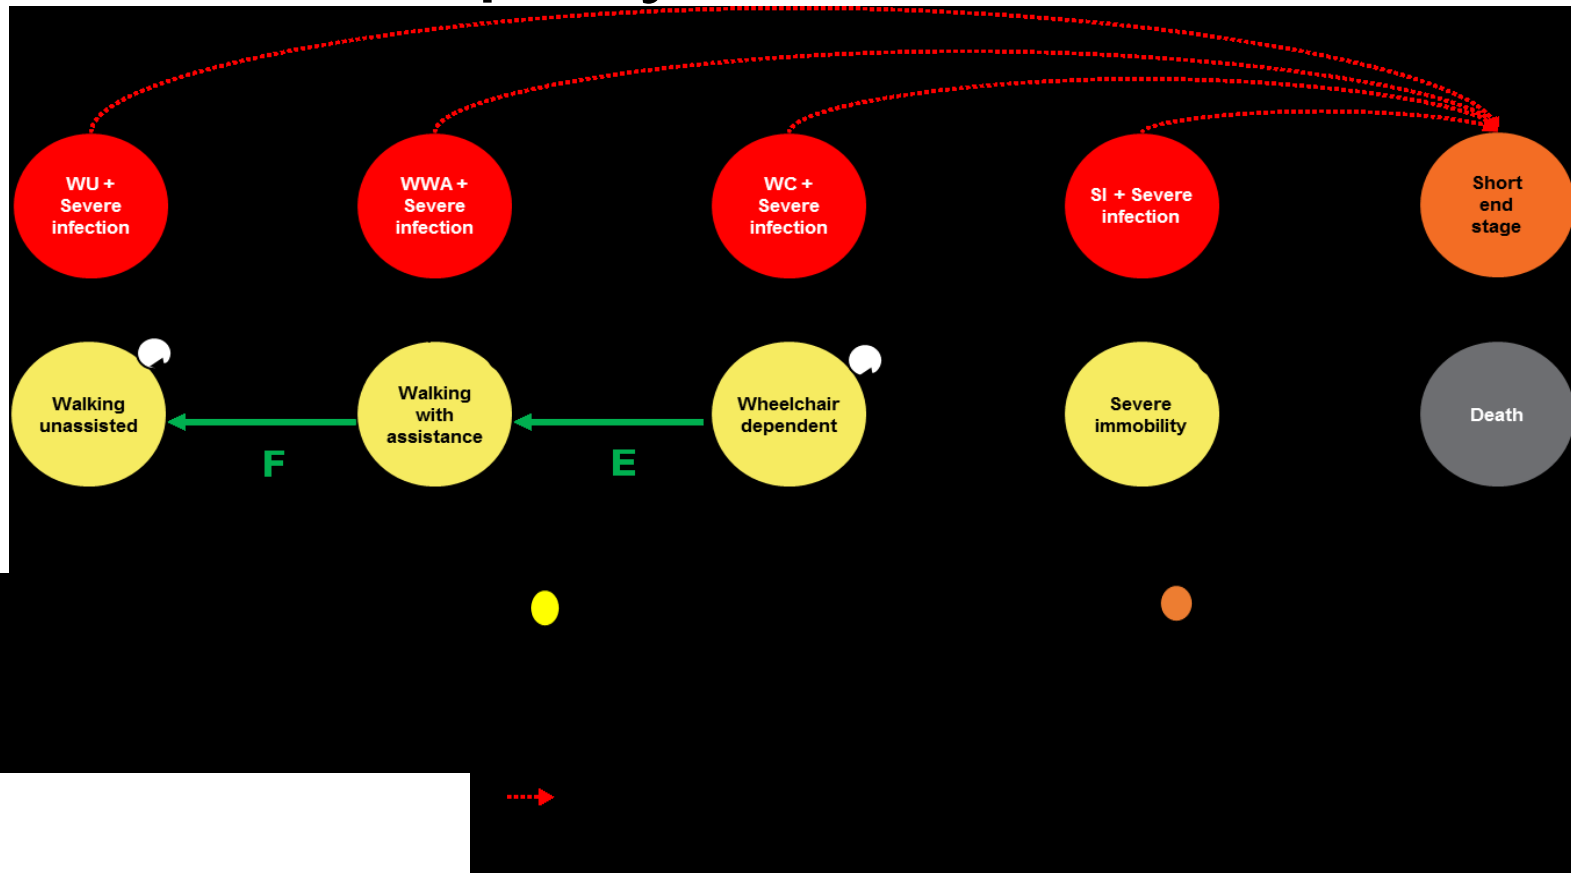 WU +
Severe
infection
WWA +
Severe
infection
WC +
Severe
infection
SI + Severe
infection
Short
end
stage
Walking
unassisted
Walking
with
assistance
Wheelchair
dependent
Severe
immobility
Death
F
E